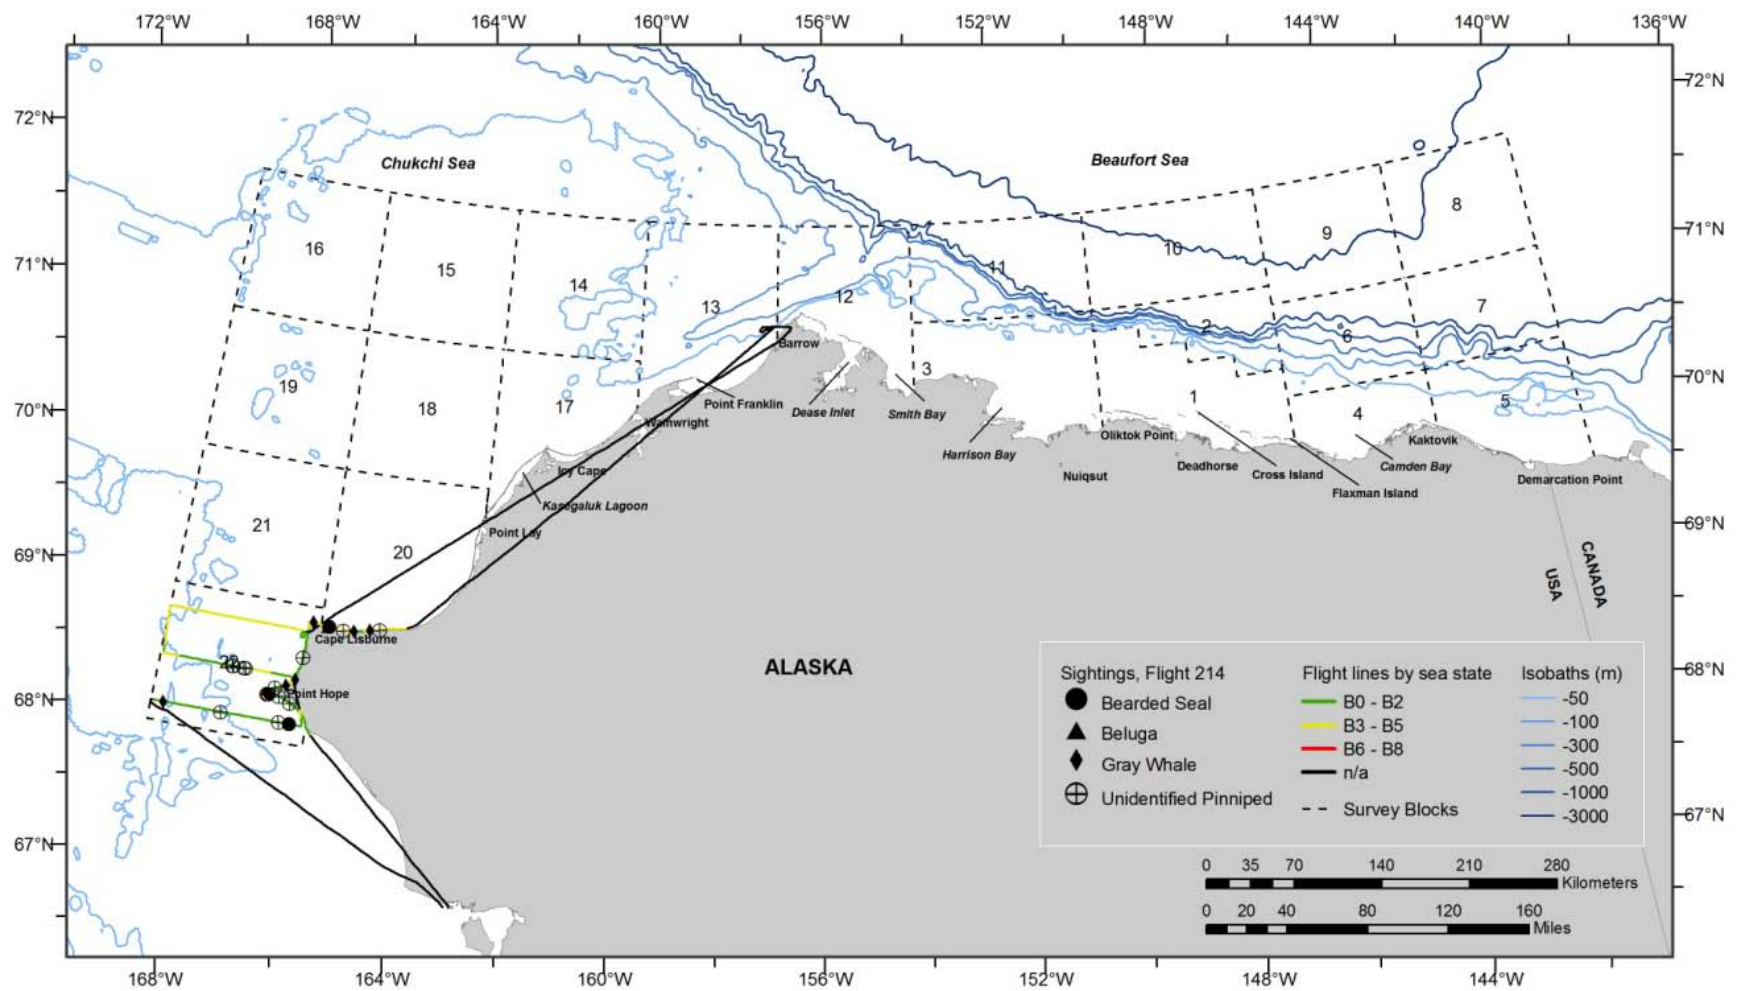 172°W 168°W 164°W 160°W 156°W 152°W 148°W 144°W 140°W 136°W
72°N 72°N
Chukchi Sea Beaufort Sea
8
9
16 10
71°N 15 11 71°N
14
13 12 7
2 6
Barrow
70°N 19 18 17 3 70°N
Point Franklin Dease Inlet Smith Bay 1 4 5
Wainwright
Harrison Bay Oliktok Point Kaktovik
Icy Cape Nuiqsut Deadhorse Cross Island Camden Bay
Kasegaluk Lagoon Flaxman Island Demarcation Point
21 Point Lay 69°N
69°N 20
USA CANADA
Cape Lisburne
68°N ALASKA 68°N
Point Hope
67°N 67°N
Sightings, Flight 214
Bearded Seal
Beluga
Gray Whale
Unidentified Pinniped
Flight lines by sea state
B0 - B2
B3 - B5
B6 - B8
n/a
Survey Blocks
Isobaths (m)
-50
-100
-300
-500
-1000
-3000
0 35 70 140 210 280
Kilometers
0 20 40 80 120 160
Miles
168°W 164°W 160°W 156°W 152°W 148°W 144°W